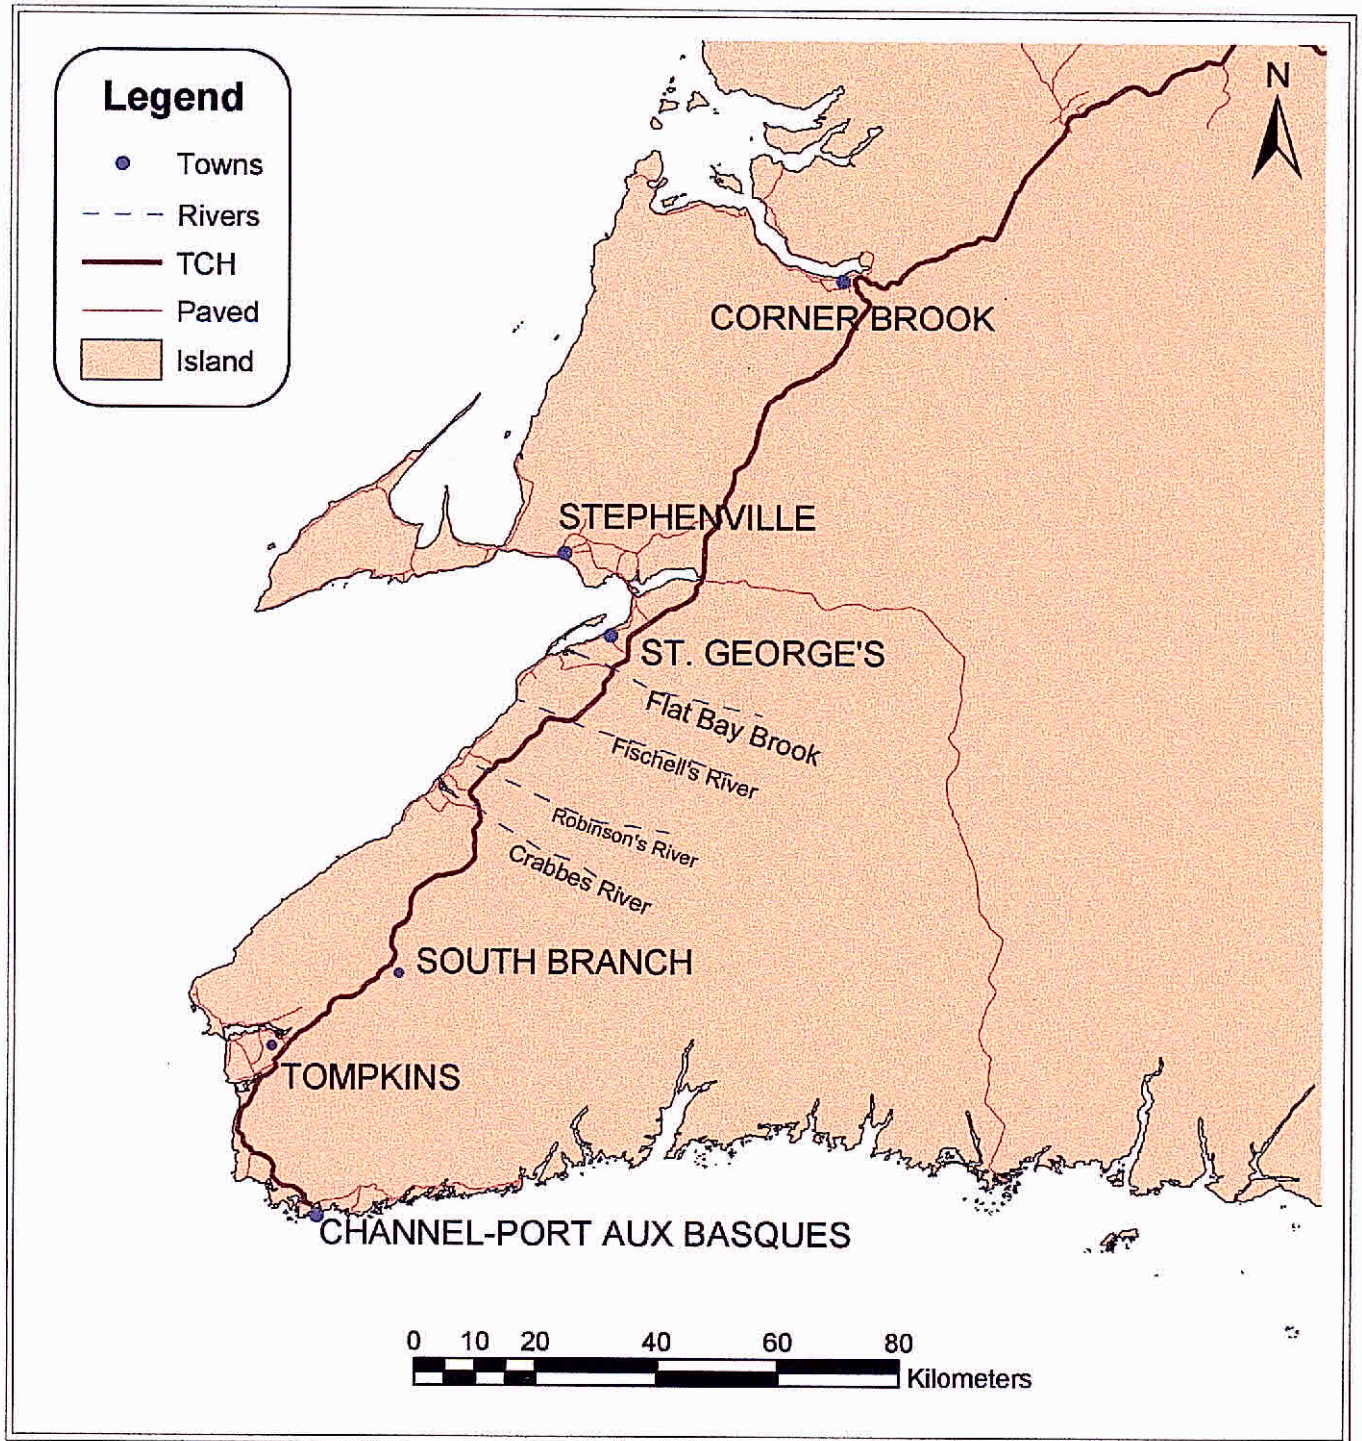 Legend
Towns
Rivers
TCH
Paved
Island
N
CORNER BROOK
STEPHENVILLE
ST. GEORGE'S
Flat Bay Brook
Fischell's River
Robinson's River
Crabbes River
SOUTH BRANCH
TOMPKINS
CHANNEL-PORT AUX BASQUES
0 10 20 40 60 80
Kilometers